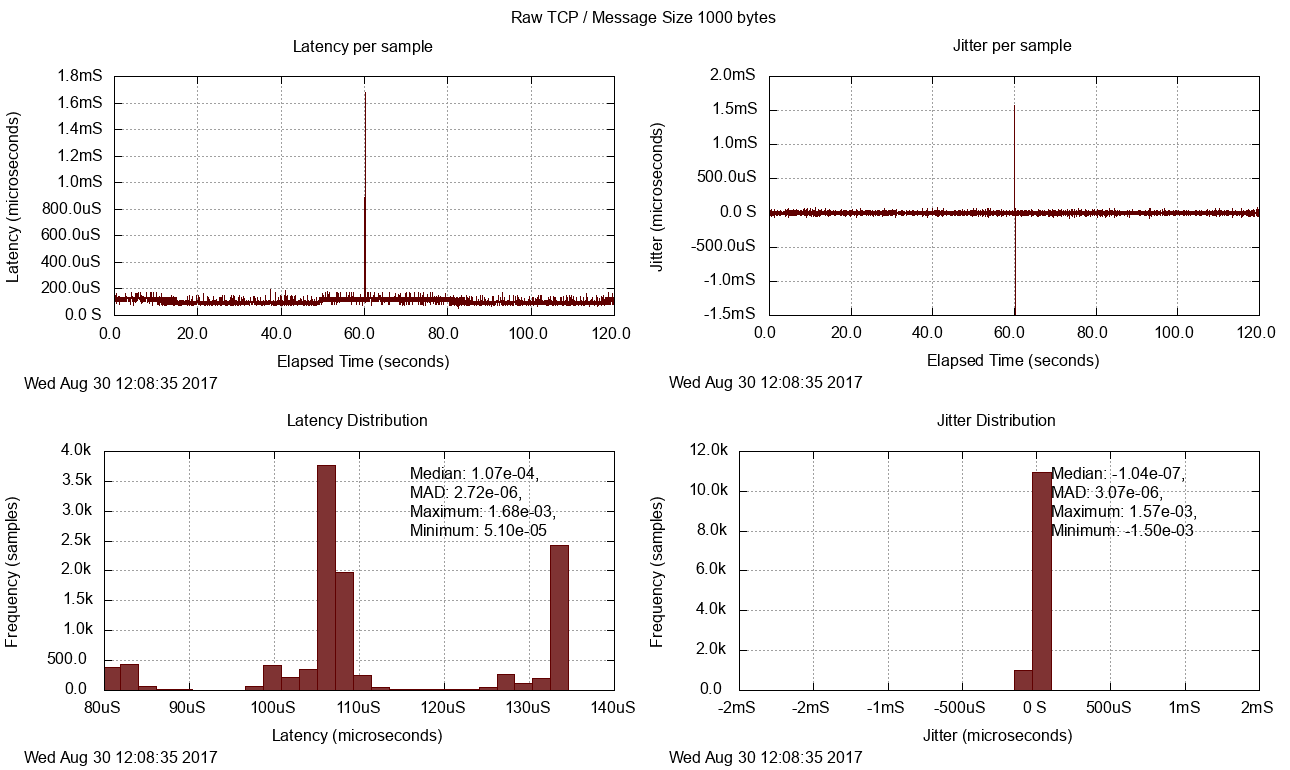 Raw TCP / Message Size 1000 bytes
Latency per sample
1.8mS
1.6mS
1.4mS
1.2mS
1.0mS
800.0uS
600.0uS
400.0uS
200.0uS
0.0 S
Latency (microseconds)
0.0 20.0 40.0 60.0 80.0 100.0 120.0
Elapsed Time (seconds)
Wed Aug 30 12:08:35 2017
Jitter per sample
2.0mS
1.5mS
1.0mS
500.0uS
0.0 S
-500.0uS
-1.0mS
-1.5mS
Jitter (microseconds)
0.0 20.0 40.0 60.0 80.0 100.0 120.0
Elapsed Time (seconds)
Wed Aug 30 12:08:35 2017
Latency Distribution
4.0k
3.5k
3.0k
2.5k
2.0k
1.5k
1.0k
500.0
0.0
Frequency (samples)
Median: 1.07e-04,
MAD: 2.72e-06,
Maximum: 1.68e-03,
Minimum: 5.10e-05
80uS 90uS 100uS 110uS 120uS 130uS 140uS
Latency (microseconds)
Wed Aug 30 12:08:35 2017
Jitter Distribution
12.0k
10.0k
8.0k
6.0k
4.0k
2.0k
0.0
Frequency (samples)
Median: -1.04e-07,
MAD: 3.07e-06,
Maximum: 1.57e-03,
Minimum: -1.50e-03
-2mS -2mS -1mS -500uS 0 S 500uS 1mS 2mS
Jitter (microseconds)
Wed Aug 30 12:08:35 2017